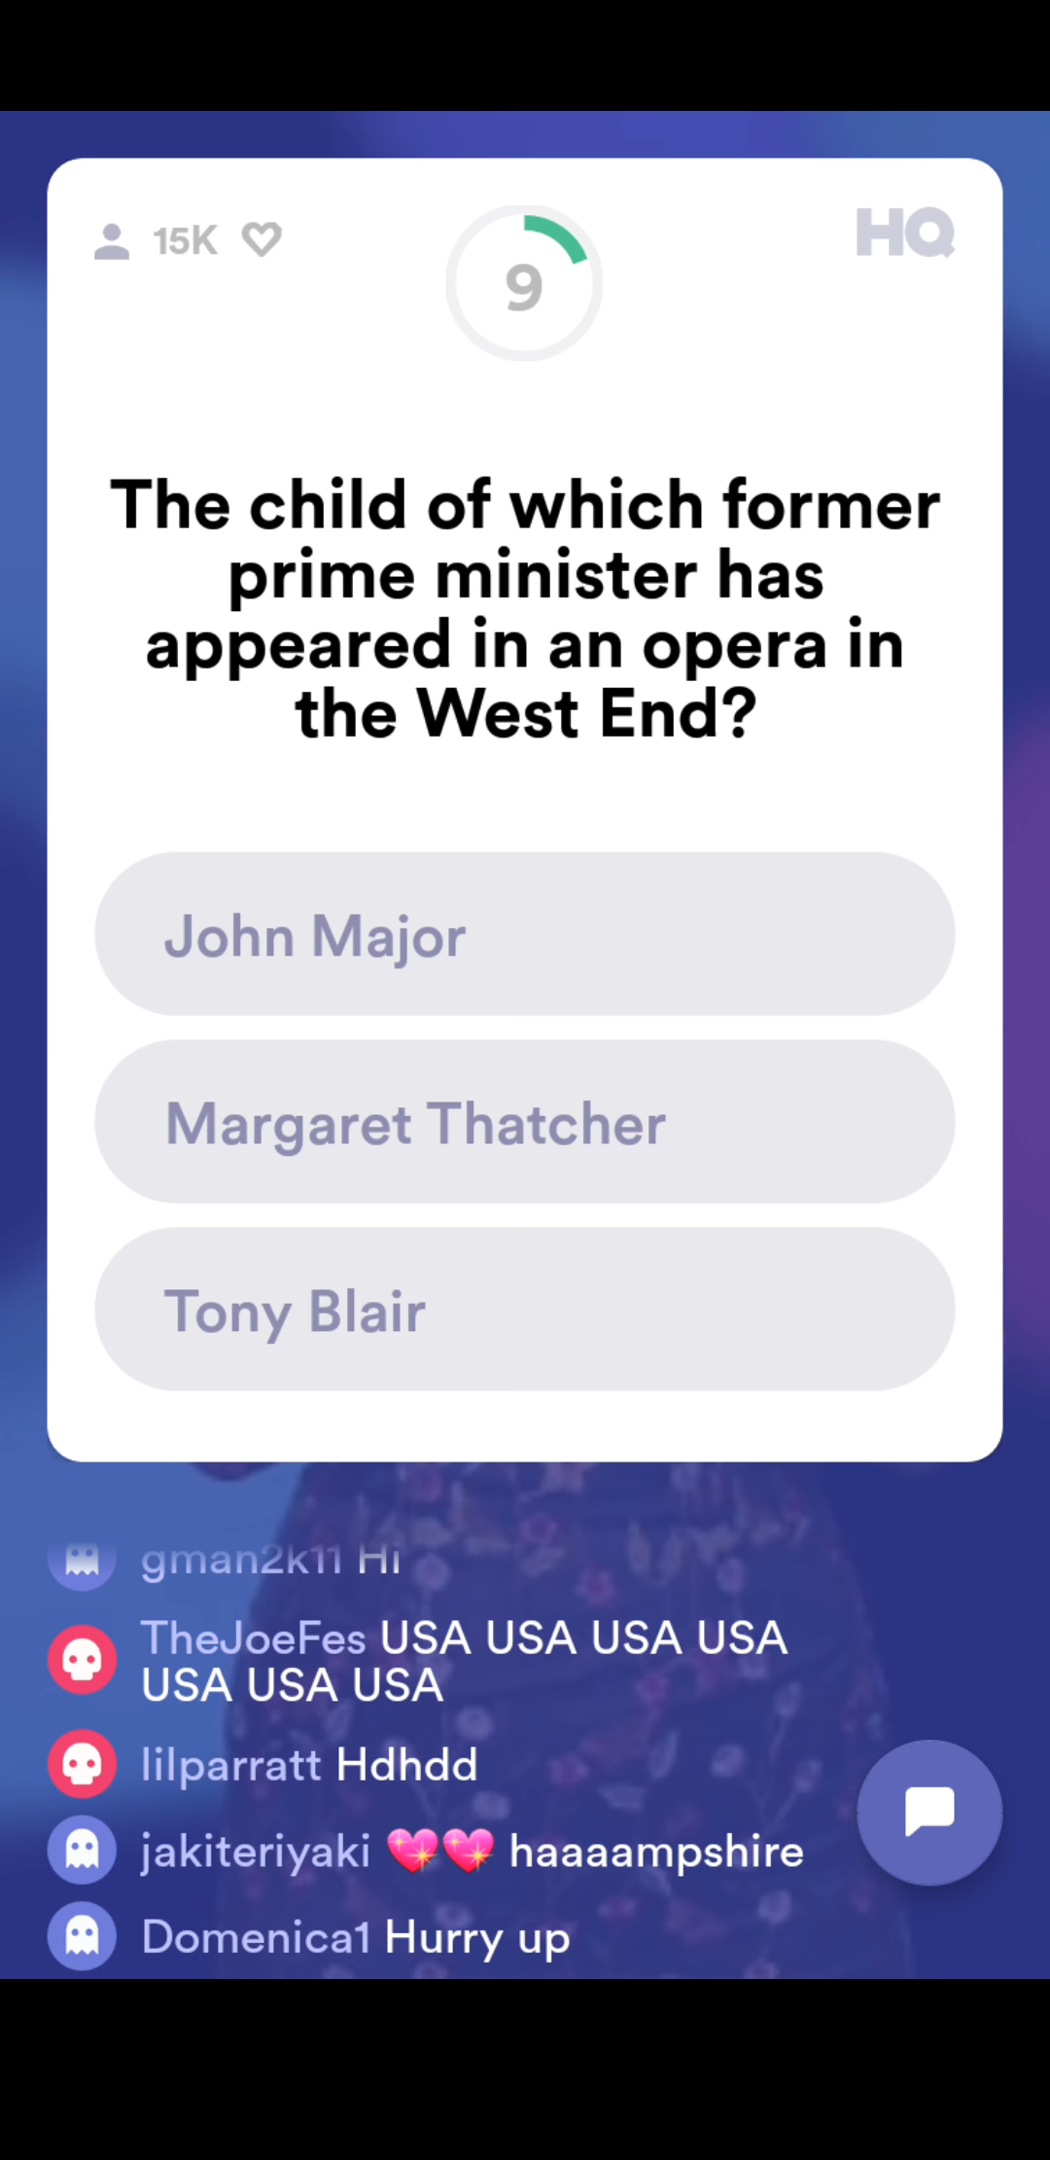 15K
9
HQ
The child of which former
prime minister has
appeared in an opera in
the West End?
John Major
Margaret Thatcher
Tony Blair
gman2k11 Hi
TheJoeFes USA USA USA USA
USA USA USA
lilparratt Hdhdd
jakiteriyaki 💖💖 haaaampshire
Domenica1 Hurry up